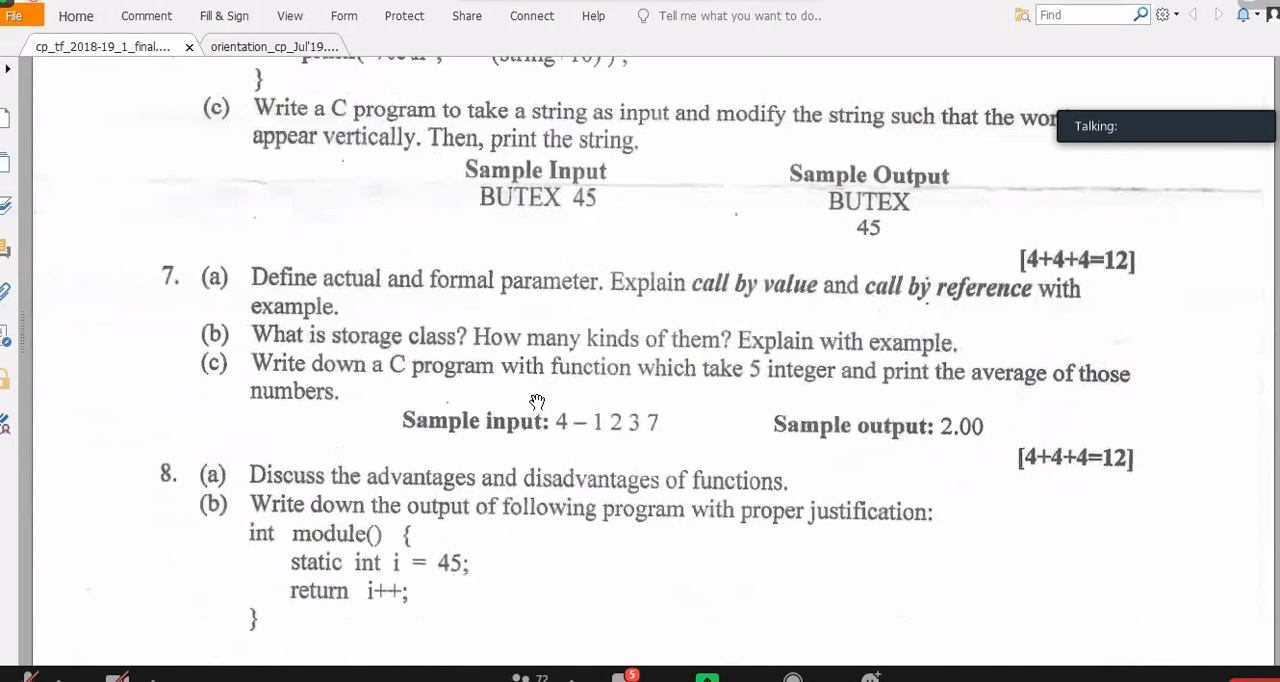 File Home Comment Fill & Sign View Form Protect Share Connect Help Tell me what you want to do.. Find
cp_tf_2018-19_1_final.... × orientation_cp_Jul'19....
}
(c) Write a C program to take a string as input and modify the string such that the wor
Talking:
appear vertically. Then, print the string.
Sample Input Sample Output
BUTEX 45 BUTEX
45
[4+4+4=12]
7. (a) Define actual and formal parameter. Explain call by value and call by reference with
example.
(b) What is storage class? How many kinds of them? Explain with example.
(c) Write down a C program with function which take 5 integer and print the average of those
numbers.
Sample input: 4 – 1 2 3 7 Sample output: 2.00
[4+4+4=12]
8. (a) Discuss the advantages and disadvantages of functions.
(b) Write down the output of following program with proper justification:
int module() {
static int i = 45;
return i++;
}
72 5